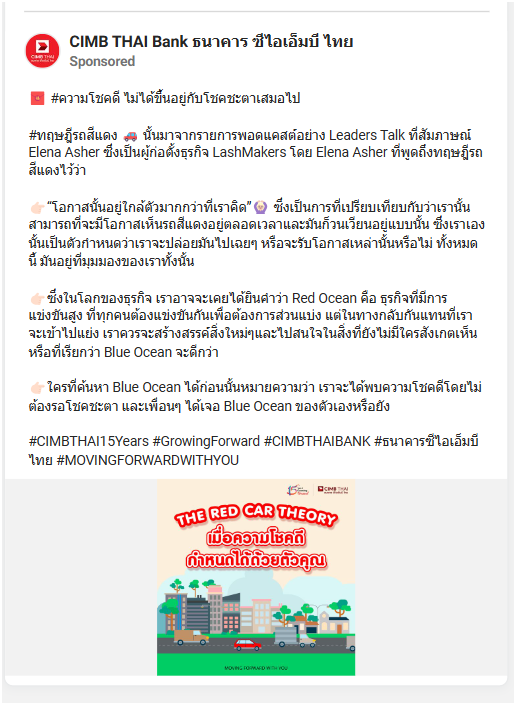 CIMB THAI Bank ธนาคาร ซีไอเอ็มบี ไทย
Sponsored
#ความโชคดี ไม่ได้ขึ้นอยู่กับโชคชะตาเสมอไป
#ทฤษฎีรถสีแดง 🚗 นั้นมาจากรายการพอดแคสต์อย่าง Leaders Talk ที่สัมภาษณ์
Elena Asher ซึ่งเป็นผู้ก่อตั้งธุรกิจ LashMakers โดย Elena Asher ที่พูดถึงทฤษฎีรถ
สีแดงไว้ว่า
👉🏻“โอกาสนั้นอยู่ใกล้ตัวมากกว่าที่เราคิด”🙆🏻‍♀️ ซึ่งเป็นการที่เปรียบเทียบกับว่าเรานั้น
สามารถที่จะมีโอกาสเห็นรถสีแดงอยู่ตลอดเวลาและมันก็วนเวียนอยู่แบบนั้น ซึ่งเราเอง
นั้นเป็นตัวกำหนดว่าเราจะปล่อยมันไปเฉยๆ หรือจะรับโอกาสเหล่านั้นหรือไม่ ทั้งหมด
นี้ มันอยู่ที่มุมมองของเราทั้งนั้น
👉🏻ซึ่งในโลกของธุรกิจ เราอาจจะเคยได้ยินคำว่า Red Ocean คือ ธุรกิจที่มีการ
แข่งขันสูง ที่ทุกคนต้องแข่งขันกันเพื่อต้องการส่วนแบ่ง แต่ในทางกลับกันแทนที่เรา
จะเข้าไปแย่ง เราควรจะสร้างสรรค์สิ่งใหม่ๆและไปสนใจในสิ่งที่ยังไม่มีใครสังเกตเห็น
หรือที่เรียกว่า Blue Ocean จะดีกว่า
👉🏻ใครที่ค้นหา Blue Ocean ได้ก่อนนั้นหมายความว่า เราจะได้พบความโชคดีโดยไม่
ต้องรอโชคชะตา และเพื่อนๆ ได้เจอ Blue Ocean ของตัวเองหรือยัง
#CIMBTHAI15Years #GrowingForward #CIMBTHAIBANK #ธนาคารซีไอเอ็มบี
ไทย #MOVINGFORWARDWITHYOU
CIMB THAI
THE RED CAR THEORY
เมื่อความโชคดี
กำหนดได้ด้วยตัวคุณ
MOVING FORWARD WITH YOU